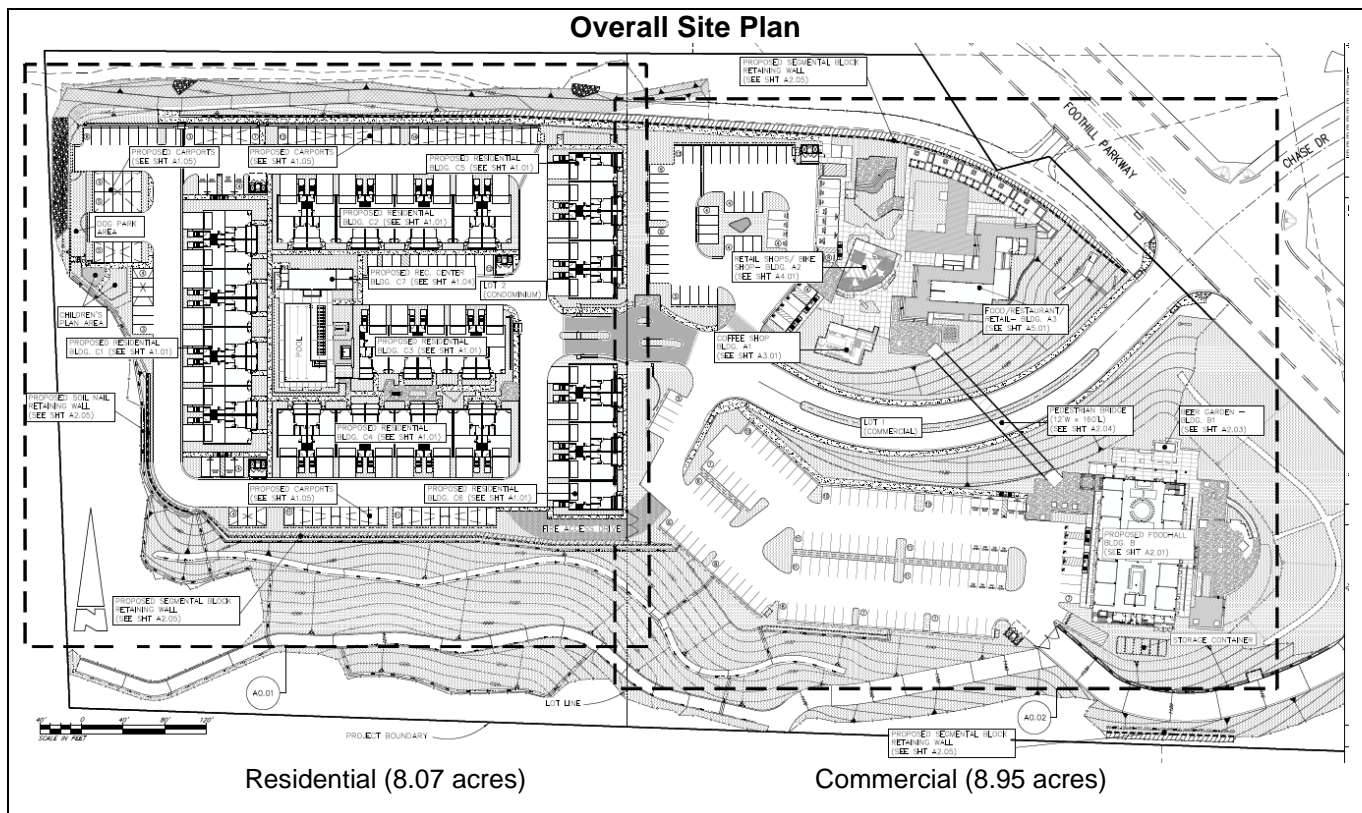 Overall Site Plan
PROPOSED SEGMENTAL BLOCK
RETAINING WALL
(SEE SHT A2.05)
FOOTHILL PARKWAY
CHASE DR
PROPOSED CARPORTS
(SEE SHT A1.05)
PROPOSED CARPORTS
(SEE SHT A1.05)
PROPOSED RESIDENTIAL
BLDG. C5 (SEE SHT A1.01)
DOG PARK
AREA
PROPOSED RESIDENTIAL
BLDG. C2 (SEE SHT A1.01)
PROPOSED REC. CENTER
BLDG. C7 (SEE SHT A1.04)
LOT 2
(CONDOMINIUM)
RETAIL SHOPS/ BIKE
SHOP- BLDG. A2
(SEE SHT A4.01)
CHILDREN'S
PLAN AREA
FOOD/RESTAURANT/
RETAIL- BLDG. A3
(SEE SHT A5.01)
PROPOSED RESIDENTIAL
BLDG. C1 (SEE SHT A1.01)
POOL
PROPOSED RESIDENTIAL
BLDG. C3 (SEE SHT A1.01)
COFFEE SHOP
BLDG. A1
(SEE SHT A3.01)
PROPOSED SOIL NAIL
RETAINING WALL
(SEE SHT A2.05)
PROPOSED RESIDENTIAL
BLDG. C4 (SEE SHT A1.01)
LOT 1
(COMMERCIAL)
PEDESTRIAN BRIDGE
(12'W x 160'L)
(SEE SHT A2.04)
BEER GARDEN -
BLDG. B1
(SEE SHT A2.03)
PROPOSED CARPORTS
(SEE SHT A1.05)
PROPOSED RESIDENTIAL
BLDG. C6 (SEE SHT A1.01)
FIRE ACCESS DRIVE
PROPOSED FOODHALL
BLDG. B
(SEE SHT A2.01)
PROPOSED SEGMENTAL BLOCK
RETAINING WALL
(SEE SHT A2.05)
STORAGE CONTAINER
A0.01
LOT LINE
A0.02
40' 0 40' 80' 120'
SCALE IN FEET
PROJECT BOUNDARY
PROPOSED SEGMENTAL BLOCK
RETAINING WALL
(SEE SHT A2.05)
Residential (8.07 acres)
Commercial (8.95 acres)